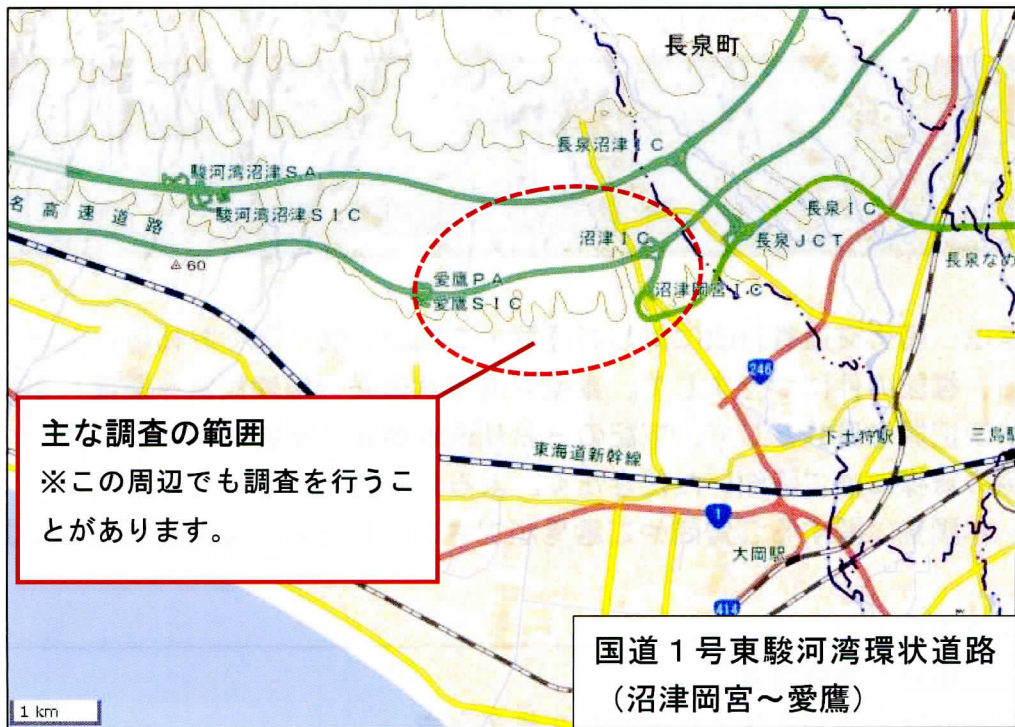 長泉町
長泉沼津ＩＣ
駿河湾沼津ＳＡ
駿河湾沼津ＳＩＣ
名高速道路
長泉ＩＣ
沼津ＩＣ
長泉ＪＣＴ
長泉なめ
60
愛鷹ＰＡ
愛鷹ＳＩＣ
沼津岡宮ＩＣ
246
主な調査の範囲
※この周辺でも調査を行うこ
とがあります。
下土狩駅
三島駅
東海道新幹線
1
大岡駅
414
国道１号東駿河湾環状道路
（沼津岡宮～愛鷹）
1 km